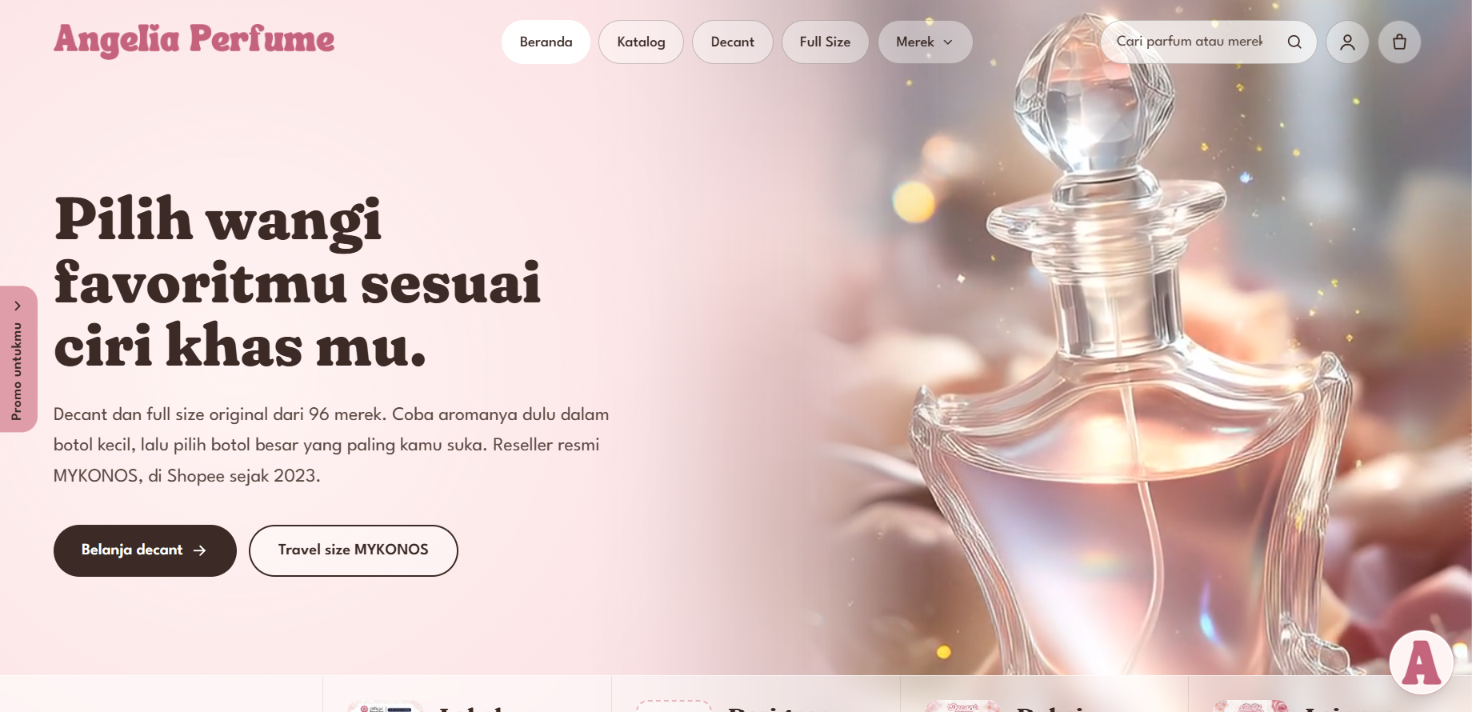 Angelia Perfume
Beranda
Katalog
Decant
Full Size
Merek
Cari parfum atau merek
Pilih wangi
favoritmu sesuai
ciri khas mu.
Promo untukmu
Decant dan full size original dari 96 merek. Coba aromanya dulu dalam
botol kecil, lalu pilih botol besar yang paling kamu suka. Reseller resmi
MYKONOS, di Shopee sejak 2023.
Belanja decant
Travel size MYKONOS
A